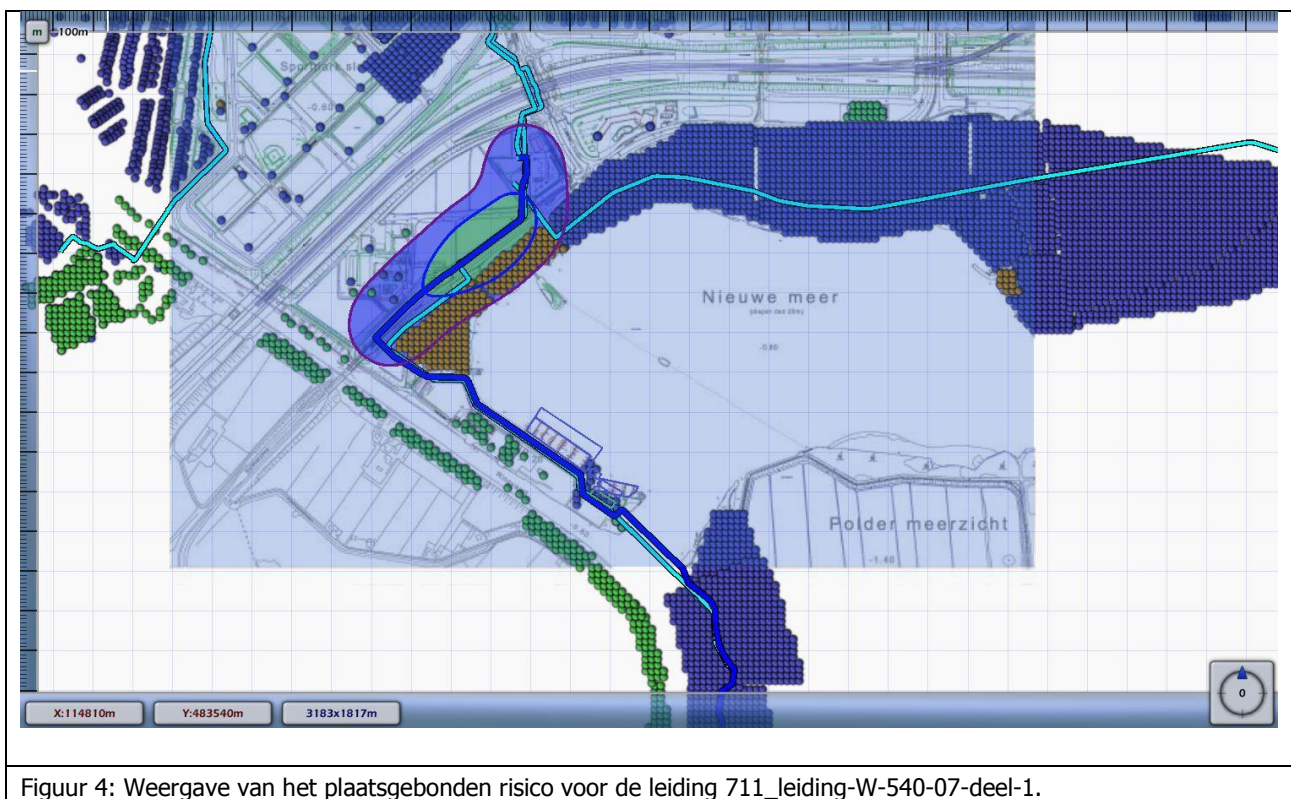 m
100m
Sportpark
-0.60
Nieuwe meer
-0.80
Polder meerzicht
-1.40
X:114810m
Y:483540m
3183x1817m
0
Figuur 4: Weergave van het plaatsgebonden risico voor de leiding 711_leiding-W-540-07-deel-1.